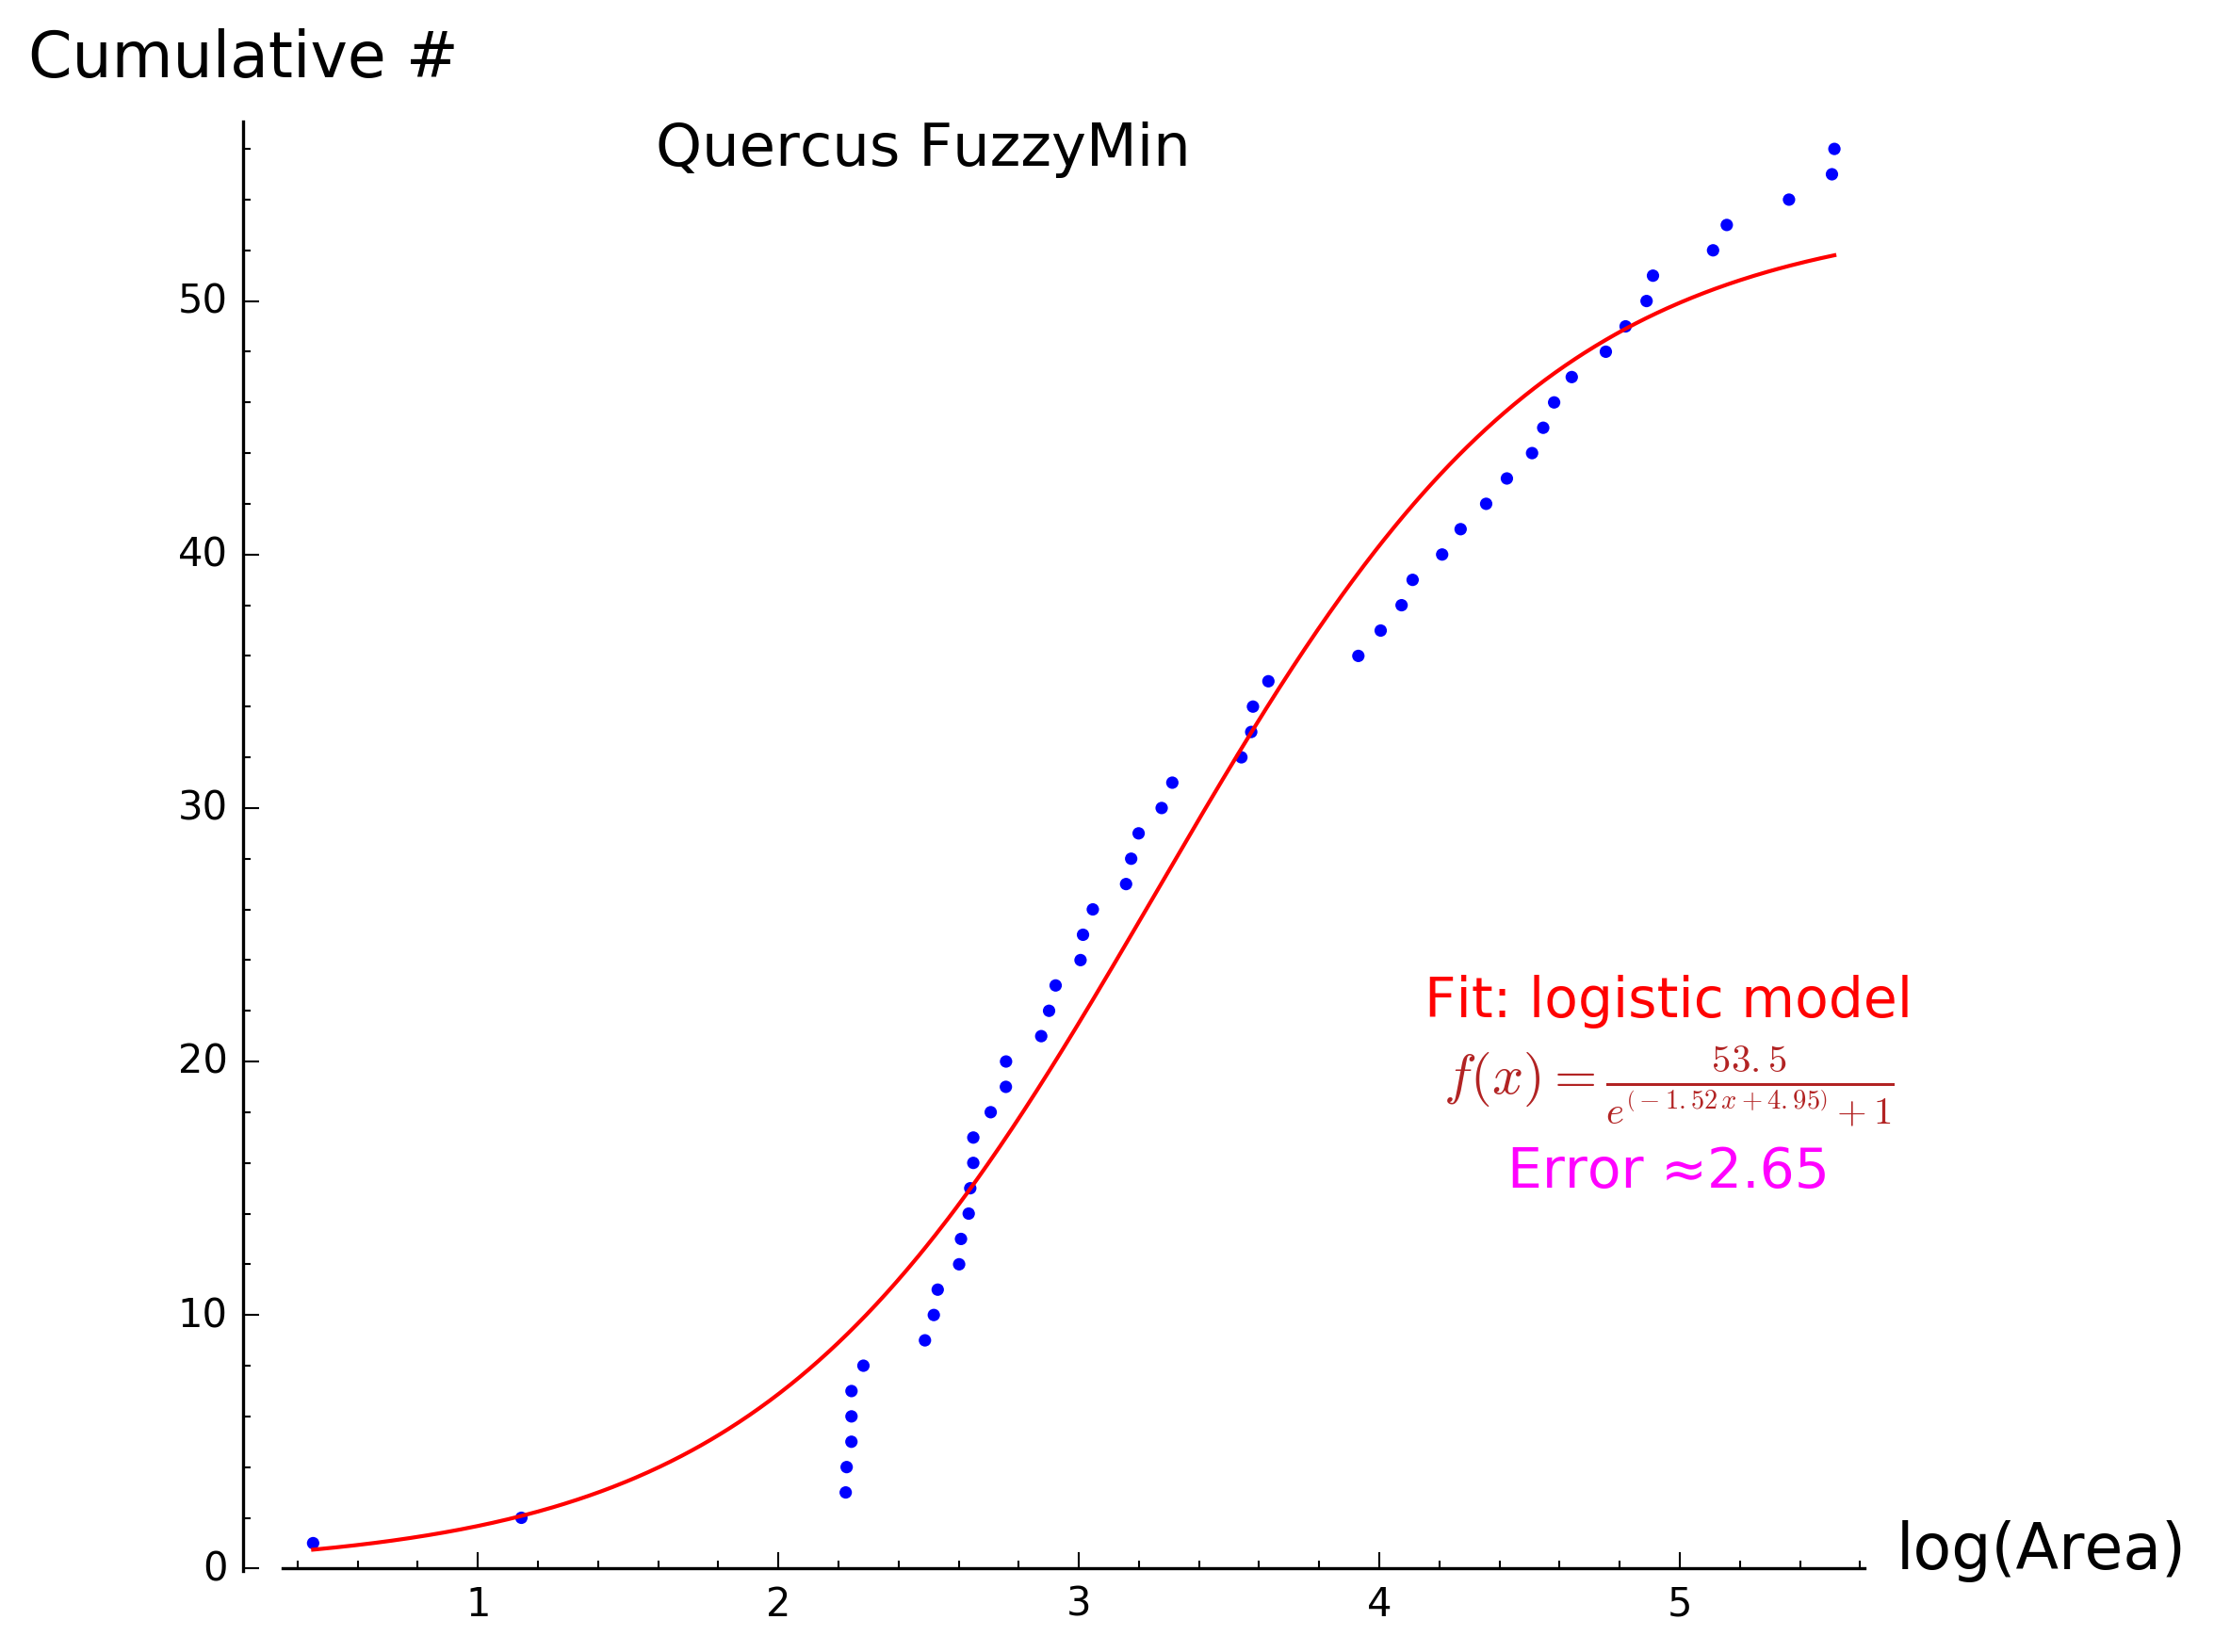 Cumulative #
Quercus FuzzyMin
50
40
30
20
10
0
Fit: logistic model
f(x) = 53.5 / (e^(−1.52x+4.95) + 1)
Error ≈2.65
log(Area)
1 2 3 4 5